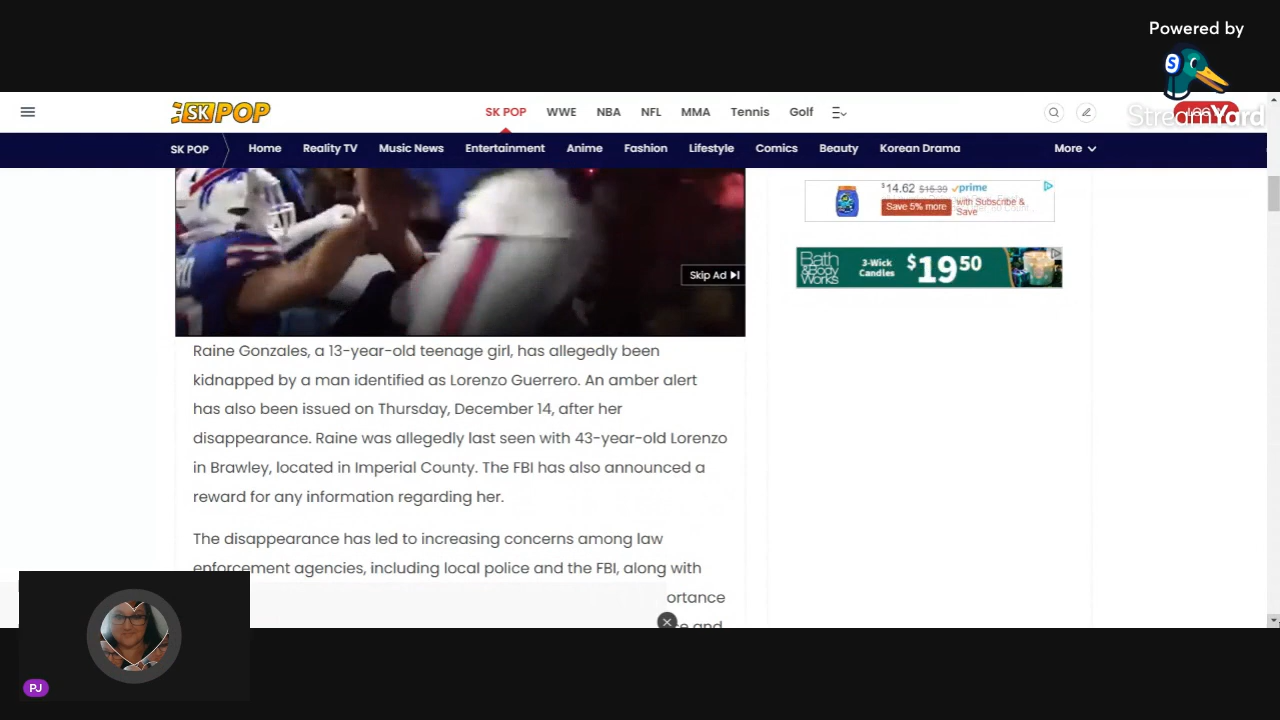 Powered by
S
StreamYard
SK POP
SK POP WWE NBA NFL MMA Tennis Golf
SK POP Home Reality TV Music News Entertainment Anime Fashion Lifestyle Comics Beauty Korean Drama More
$14.62 $15.39 prime
Save 5% more with Subscribe & Save
Skip Ad
Bath & Body Works 3-Wick Candles $19.50
Raine Gonzales, a 13-year-old teenage girl, has allegedly been
kidnapped by a man identified as Lorenzo Guerrero. An amber alert
has also been issued on Thursday, December 14, after her
disappearance. Raine was allegedly last seen with 43-year-old Lorenzo
in Brawley, located in Imperial County. The FBI has also announced a
reward for any information regarding her.
The disappearance has led to increasing concerns among law
enforcement agencies, including local police and the FBI, along with
ortance
and
PJ